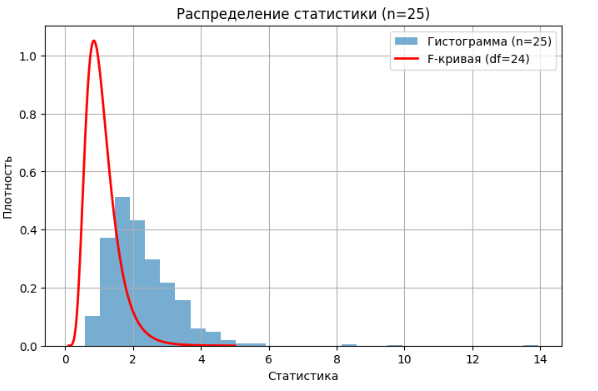 Распределение статистики (n=25)
Гистограмма (n=25)
F-кривая (df=24)
Плотность
1.0
0.8
0.6
0.4
0.2
0.0
0 2 4 6 8 10 12 14
Статистика